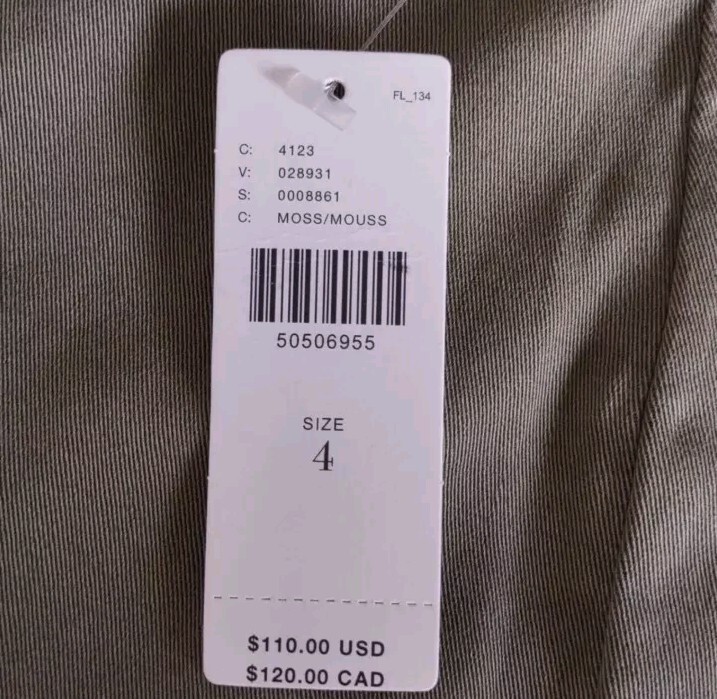 FL_134
C: 4123
V: 028931
S: 0008861
C: MOSS/MOUSS
50506955
SIZE
4
$110.00 USD
$120.00 CAD